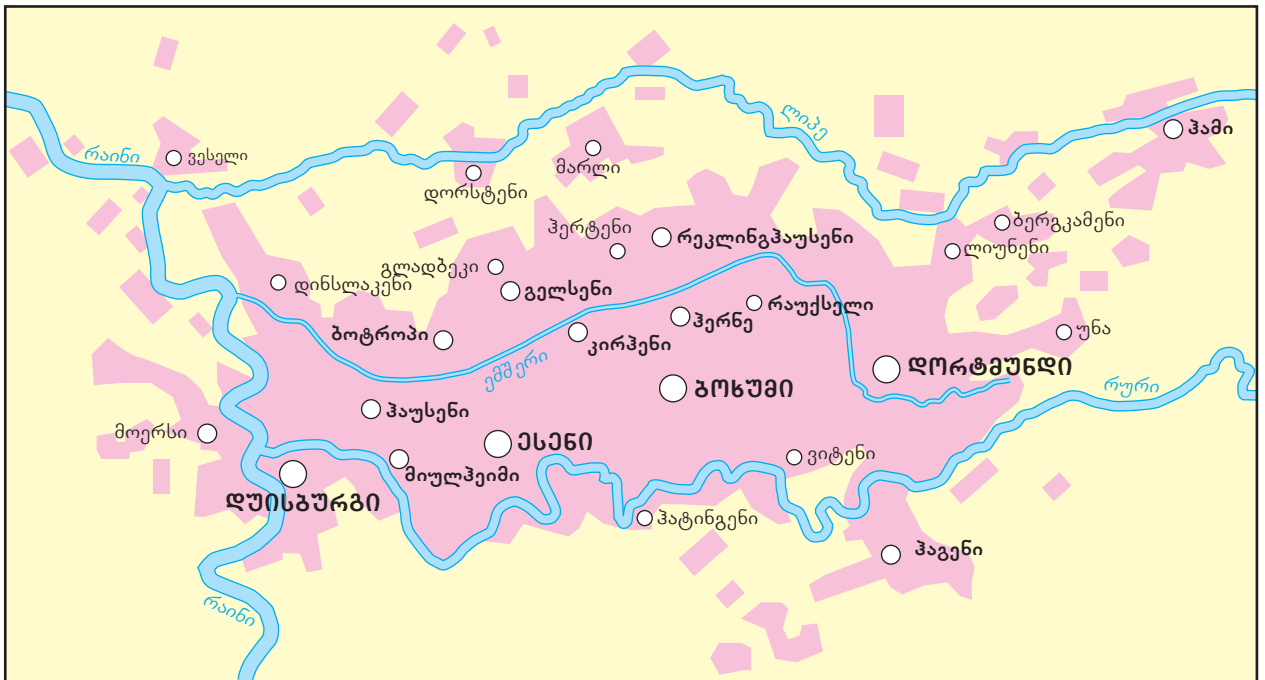 ლიპე
ჰამი
რაინი
ვესელი
მარლი
დორსტენი
ბერგკამენი
ჰერტენი
რეკლინგჰაუსენი
ლიუნენი
გლადბეკი
დინსლაკენი
გელსენი
რაუქსელი
ჰერნე
უნა
ბოტროპი
კირჰენი
ემშერი
ᲓᲝᲠᲢᲛᲣᲜᲓᲘ
ᲑᲝᲮᲣᲛᲘ
რური
ჰაუსენი
მოერსი
ᲔᲡᲔᲜᲘ
ვიტენი
მიულჰეიმი
ᲓᲣᲘᲡᲑᲣᲠᲒᲘ
ჰატინგენი
ჰაგენი
რაინი